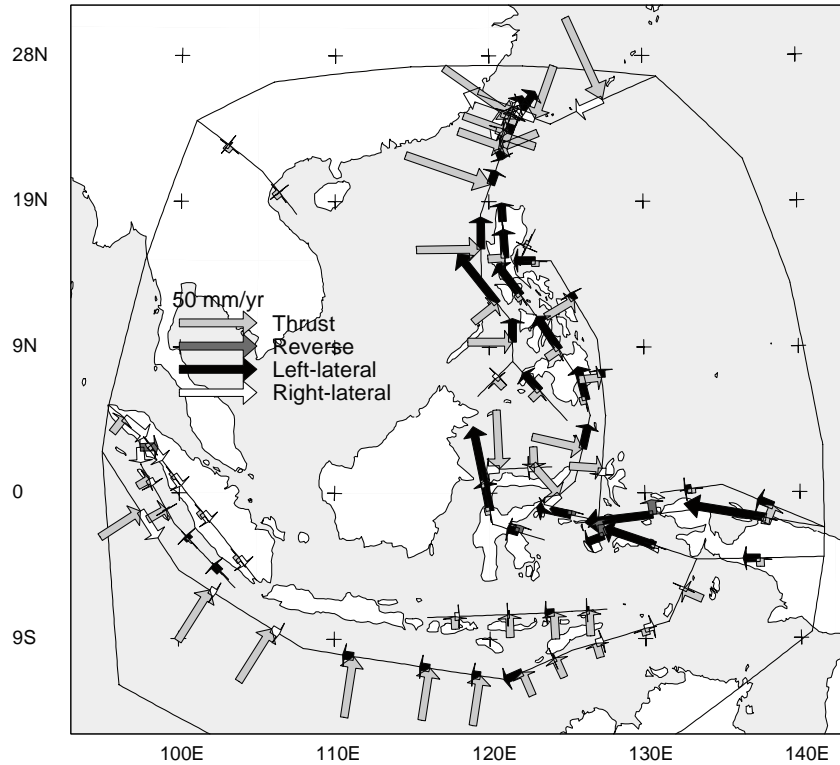 28N
19N
50 mm/yr
Thrust
9N
Reverse
Left-lateral
Right-lateral
0
9S
100E 110E 120E 130E 140E